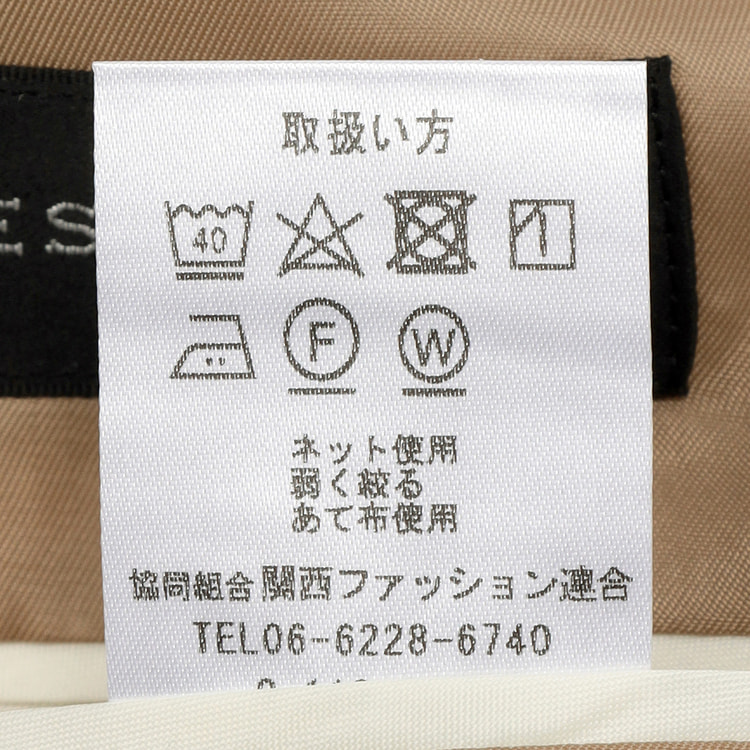 取扱い方
ES
40
F W
ネット使用
弱く絞る
あて布使用
協同組合関西ファッション連合
TEL06-6228-6740